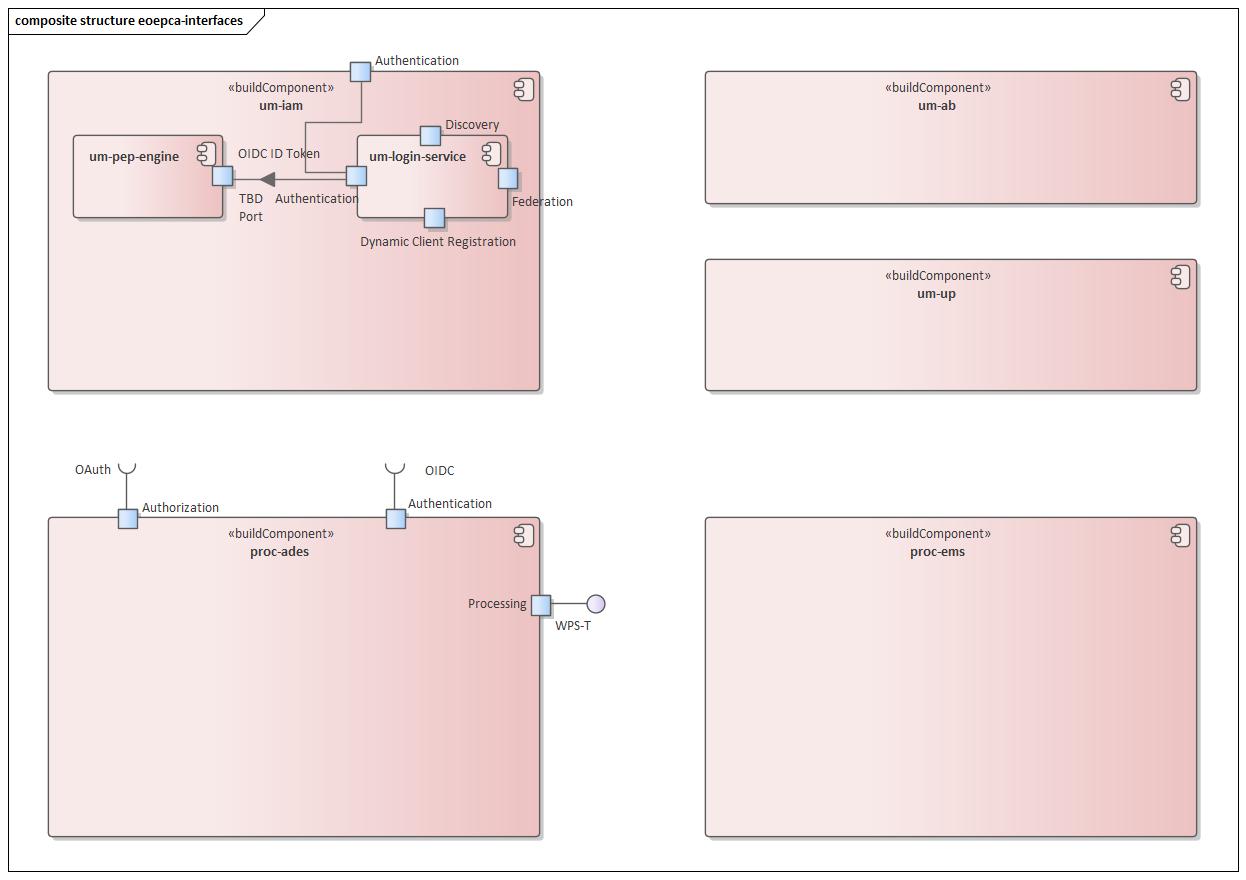 composite structure eoepca-interfaces
Authentication
«buildComponent»
um-iam
Discovery
um-pep-engine
OIDC ID Token
um-login-service
TBD
Port
Authentication
Federation
Dynamic Client Registration
«buildComponent»
um-ab
«buildComponent»
um-up
OAuth
OIDC
Authorization
Authentication
«buildComponent»
proc-ades
Processing
WPS-T
«buildComponent»
proc-ems